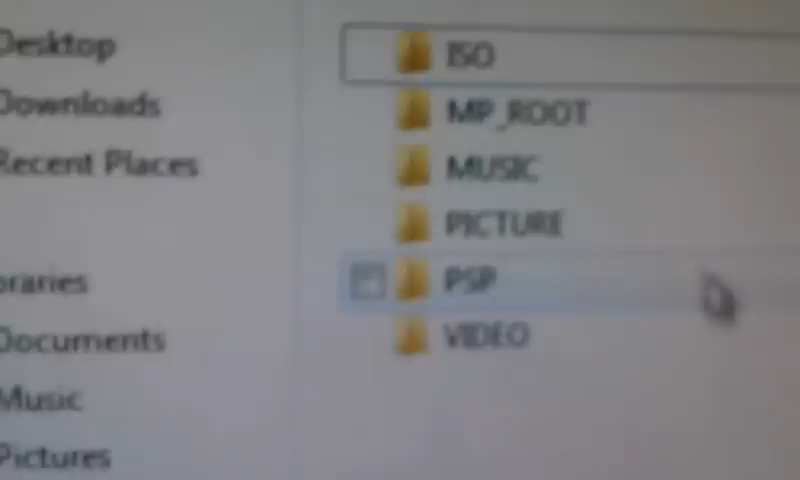 Desktop
Downloads
Recent Places
braries
Documents
Music
Pictures
ISO
MP_ROOT
MUSIC
PICTURE
PSP
VIDEO